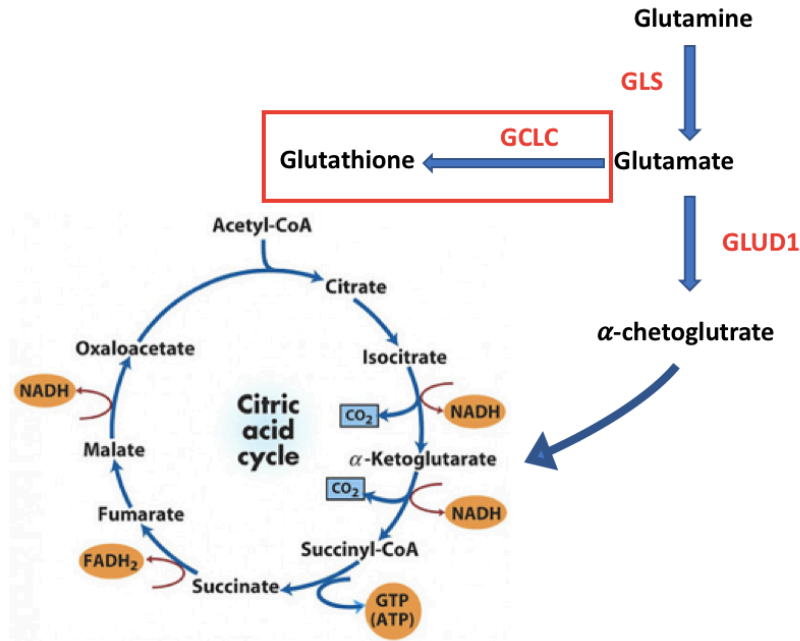 Glutamine
GLS
GCLC
Glutathione
Glutamate
Acetyl-CoA
GLUD1
Citrate
α-chetoglutrate
Oxaloacetate
Isocitrate
NADH
Citric
acid
cycle
CO₂
NADH
Malate
α-Ketoglutarate
CO₂
NADH
Fumarate
Succinyl-CoA
FADH₂
Succinate
GTP
(ATP)